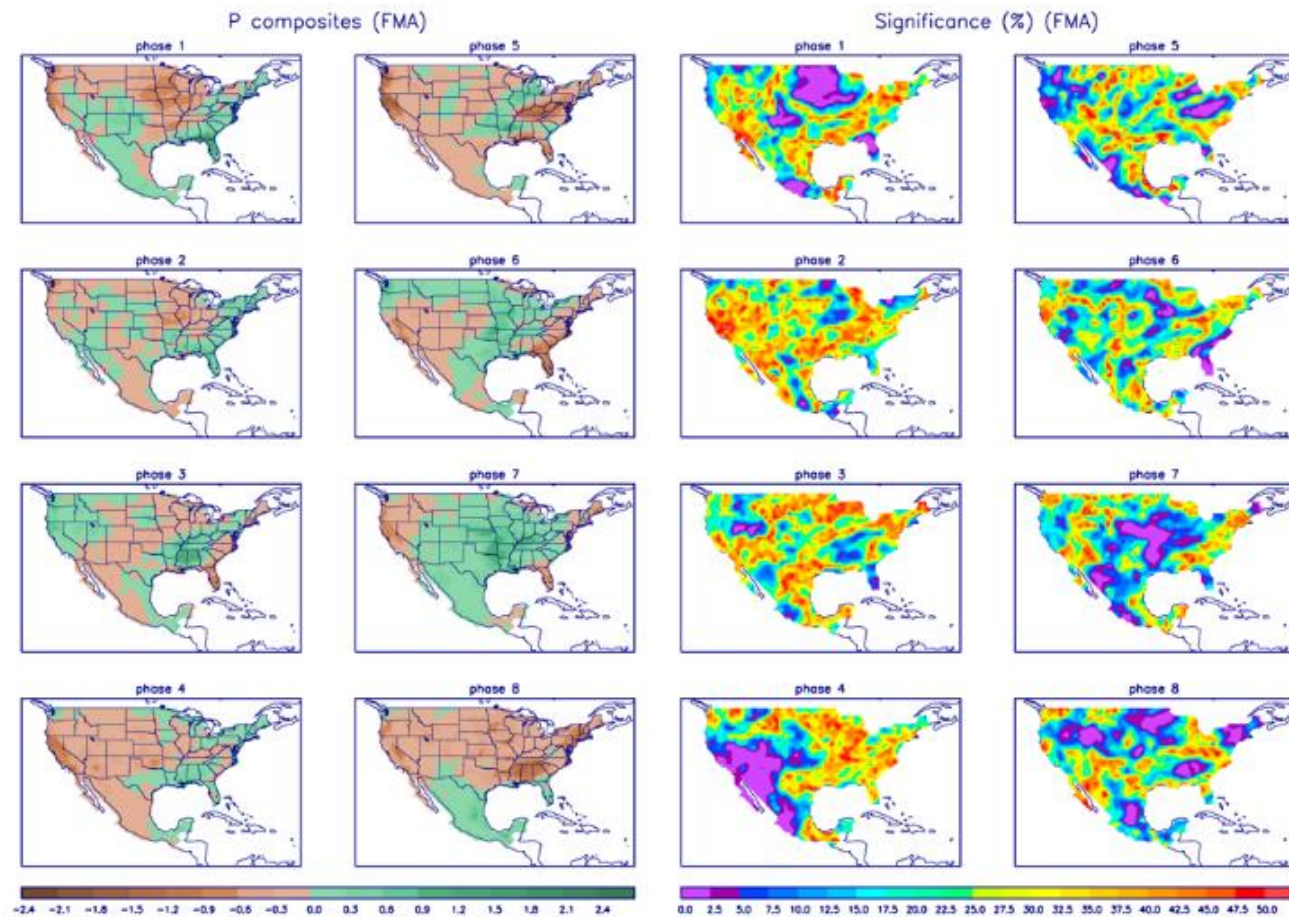 P composites (FMA)
Significance (%) (FMA)
phase 1
phase 5
phase 1
phase 5
phase 2
phase 6
phase 2
phase 6
phase 3
phase 7
phase 3
phase 7
phase 4
phase 8
phase 4
phase 8
-2.4 -2.1 -1.8 -1.5 -1.2 -0.9 -0.6 -0.3 0.0 0.3 0.6 0.9 1.2 1.5 1.8 2.1 2.4
0.0 2.5 5.0 7.5 10.0 12.5 15.0 17.5 20.0 22.5 25.0 27.5 30.0 32.5 35.0 37.5 40.0 42.5 45.0 47.5 50.0